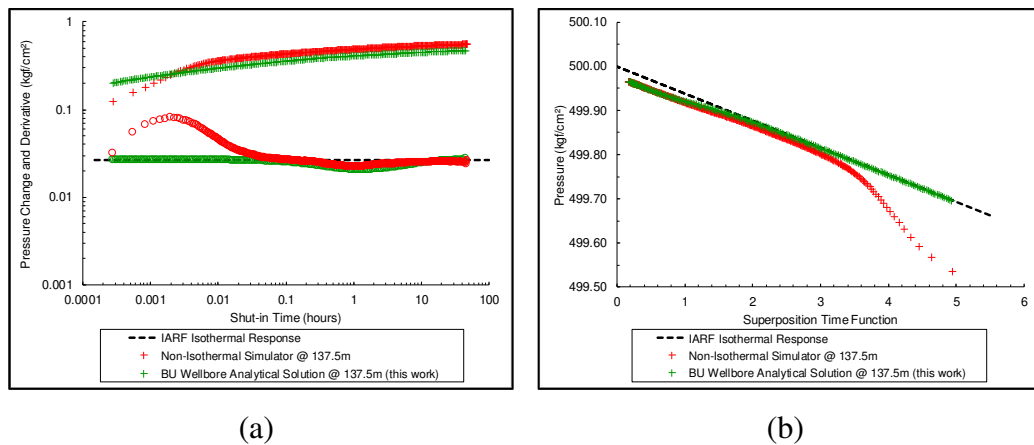 1
0.1
0.01
0.001
0.0001 0.001 0.01 0.1 1 10 100
Pressure Change and Derivative (kgf/cm²)
Shut-in Time (hours)
IARF Isothermal Response
Non-Isothermal Simulator @ 137.5m
BU Wellbore Analytical Solution @ 137.5m (this work)
(a)
500.10
500.00
499.90
499.80
499.70
499.60
499.50
0 1 2 3 4 5 6
Pressure (kgf/cm²)
Superposition Time Function
IARF Isothermal Response
Non-Isothermal Simulator @ 137.5m
BU Wellbore Analytical Solution @ 137.5m (this work)
(b)